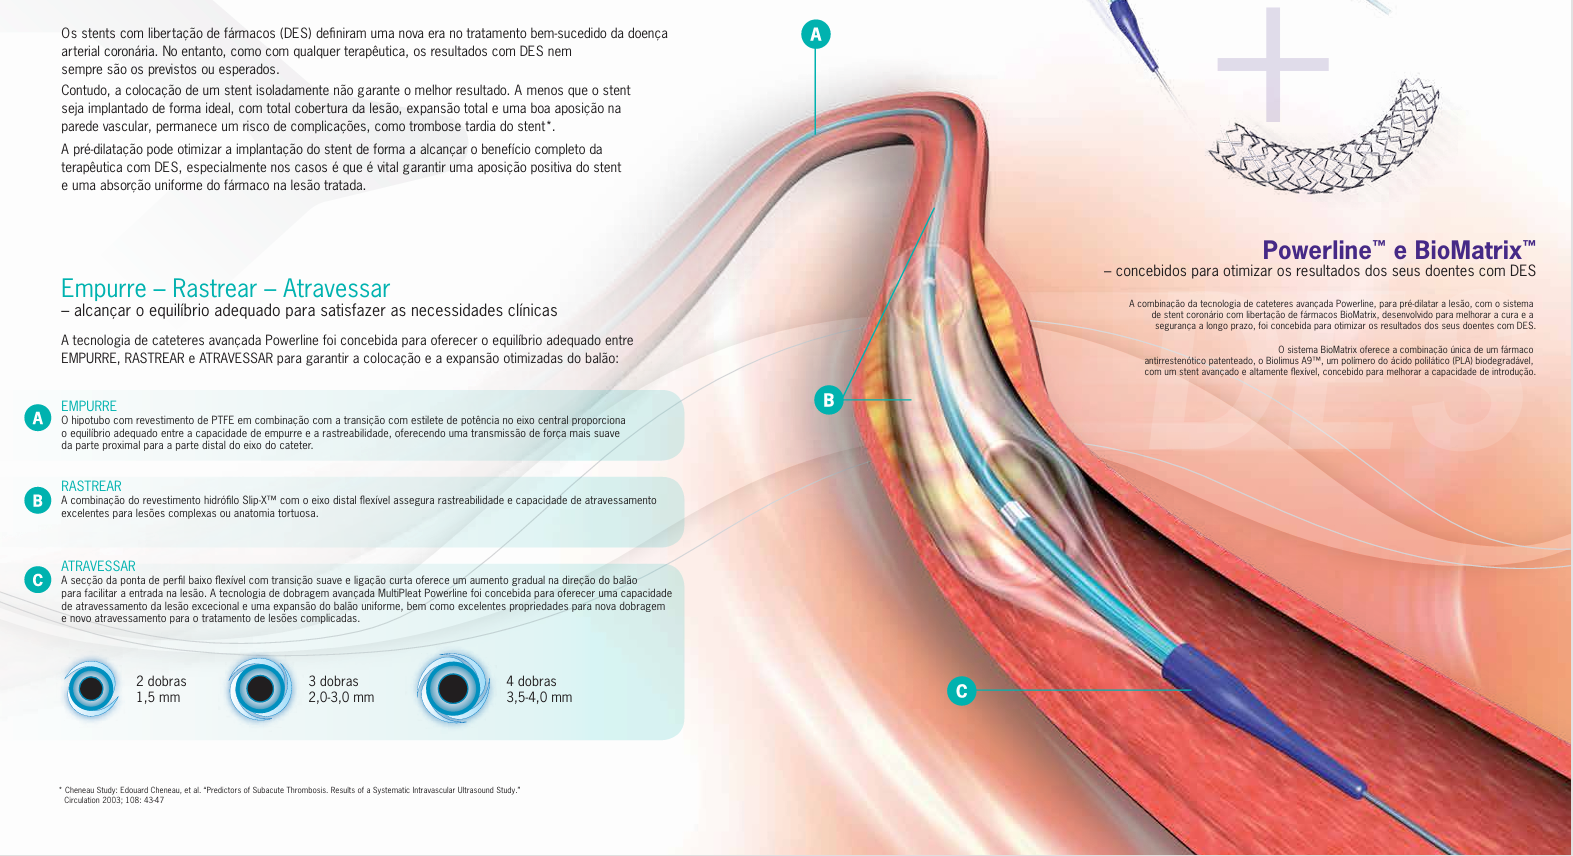 Os stents com libertação de fármacos (DES) definiram uma nova era no tratamento bem-sucedido da doença
arterial coronária. No entanto, como com qualquer terapêutica, os resultados com DES nem
sempre são os previstos ou esperados.
Contudo, a colocação de um stent isoladamente não garante o melhor resultado. A menos que o stent
seja implantado de forma ideal, com total cobertura da lesão, expansão total e uma boa aposição na
parede vascular, permanece um risco de complicações, como trombose tardia do stent*.
A pré-dilatação pode otimizar a implantação do stent de forma a alcançar o benefício completo da
terapêutica com DES, especialmente nos casos é que é vital garantir uma aposição positiva do stent
e uma absorção uniforme do fármaco na lesão tratada.
Empurre – Rastrear – Atravessar
– alcançar o equilíbrio adequado para satisfazer as necessidades clínicas
A tecnologia de cateteres avançada Powerline foi concebida para oferecer o equilíbrio adequado entre
EMPURRE, RASTREAR e ATRAVESSAR para garantir a colocação e a expansão otimizadas do balão:
A
EMPURRE
O hipotubo com revestimento de PTFE em combinação com a transição com estilete de potência no eixo central proporciona
o equilíbrio adequado entre a capacidade de empurre e a rastreabilidade, oferecendo uma transmissão de força mais suave
da parte proximal para a parte distal do eixo do cateter.
B
RASTREAR
A combinação do revestimento hidrófilo Slip-X™ com o eixo distal flexível assegura rastreabilidade e capacidade de atravessamento
excelentes para lesões complexas ou anatomia tortuosa.
C
ATRAVESSAR
A secção da ponta de perfil baixo flexível com transição suave e ligação curta oferece um aumento gradual na direção do balão
para facilitar a entrada na lesão. A tecnologia de dobragem avançada MultiPleat Powerline foi concebida para oferecer uma capacidade
de atravessamento da lesão excecional e uma expansão do balão uniforme, bem como excelentes propriedades para nova dobragem
e novo atravessamento para o tratamento de lesões complicadas.
2 dobras
1,5 mm
3 dobras
2,0-3,0 mm
4 dobras
3,5-4,0 mm
* Cheneau Study: Edouard Cheneau, et al. “Predictors of Subacute Thrombosis. Results of a Systematic Intravascular Ultrasound Study.”
Circulation 2003; 108: 43-47
A
B
C
Powerline™ e BioMatrix™
– concebidos para otimizar os resultados dos seus doentes com DES
A combinação da tecnologia de cateteres avançada Powerline, para pré-dilatar a lesão, com o sistema
de stent coronário com libertação de fármacos BioMatrix, desenvolvido para melhorar a cura e a
segurança a longo prazo, foi concebida para otimizar os resultados dos seus doentes com DES.
O sistema BioMatrix oferece a combinação única de um fármaco
antirrestenótico patenteado, o Biolimus A9™, um polímero do ácido polilático (PLA) biodegradável,
com um stent avançado e altamente flexível, concebido para melhorar a capacidade de introdução.
DES